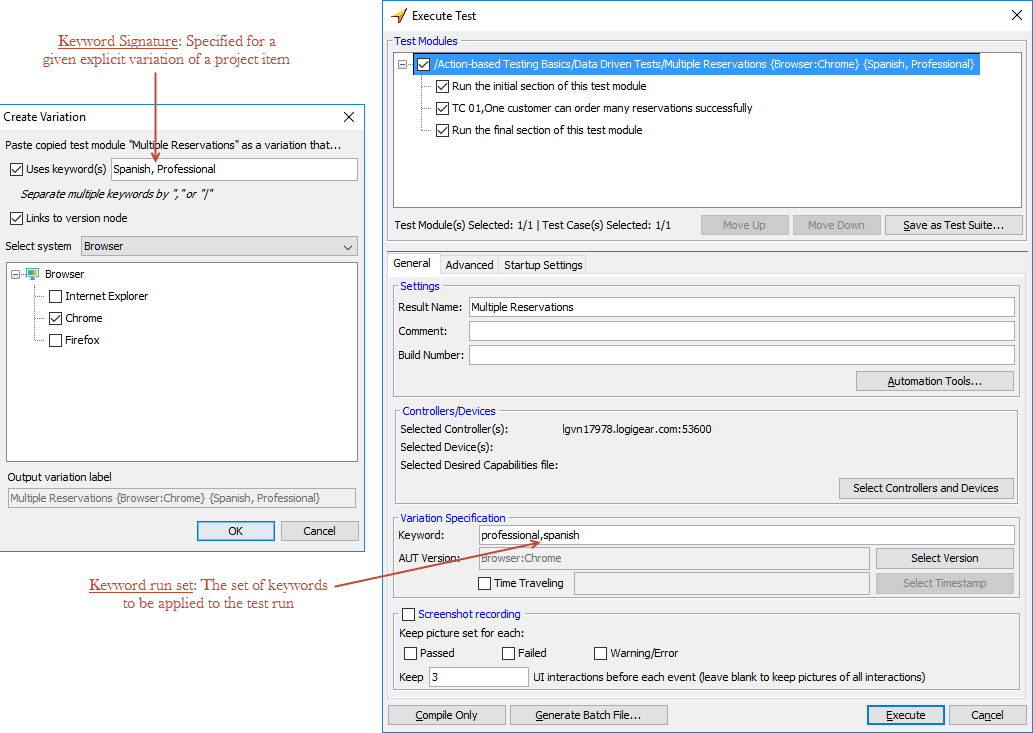 Keyword Signature: Specified for a
given explicit variation of a project item
Create Variation
Paste copied test module "Multiple Reservations" as a variation that...
Uses keyword(s)
Spanish, Professional
Separate multiple keywords by "," or "|"
Links to version node
Select system
Browser
Browser
Internet Explorer
Chrome
Firefox
Output variation label
Multiple Reservations {Browser:Chrome} {Spanish, Professional}
OK
Cancel
Keyword run set: The set of keywords
to be applied to the test run
Execute Test
Test Modules
/Action-based Testing Basics/Data Driven Tests/Multiple Reservations {Browser:Chrome} {Spanish, Professional}
Run the initial section of this test module
TC 01,One customer can order many reservations successfully
Run the final section of this test module
Test Module(s) Selected: 1/1 | Test Case(s) Selected: 1/1
Move Up
Move Down
Save as Test Suite...
General
Advanced
Startup Settings
Settings
Result Name:
Multiple Reservations
Comment:
Build Number:
Automation Tools...
Controllers/Devices
Selected Controller(s):
lgvn17978.logigear.com:53600
Selected Device(s):
Selected Desired Capabilities file:
Select Controllers and Devices
Variation Specification
Keyword:
professional,spanish
AUT Version:
Browser:Chrome
Select Version
Time Traveling
Select Timestamp
Screenshot recording
Keep picture set for each:
Passed
Failed
Warning/Error
Keep
3
UI interactions before each event (leave blank to keep pictures of all interactions)
Compile Only
Generate Batch File...
Execute
Cancel